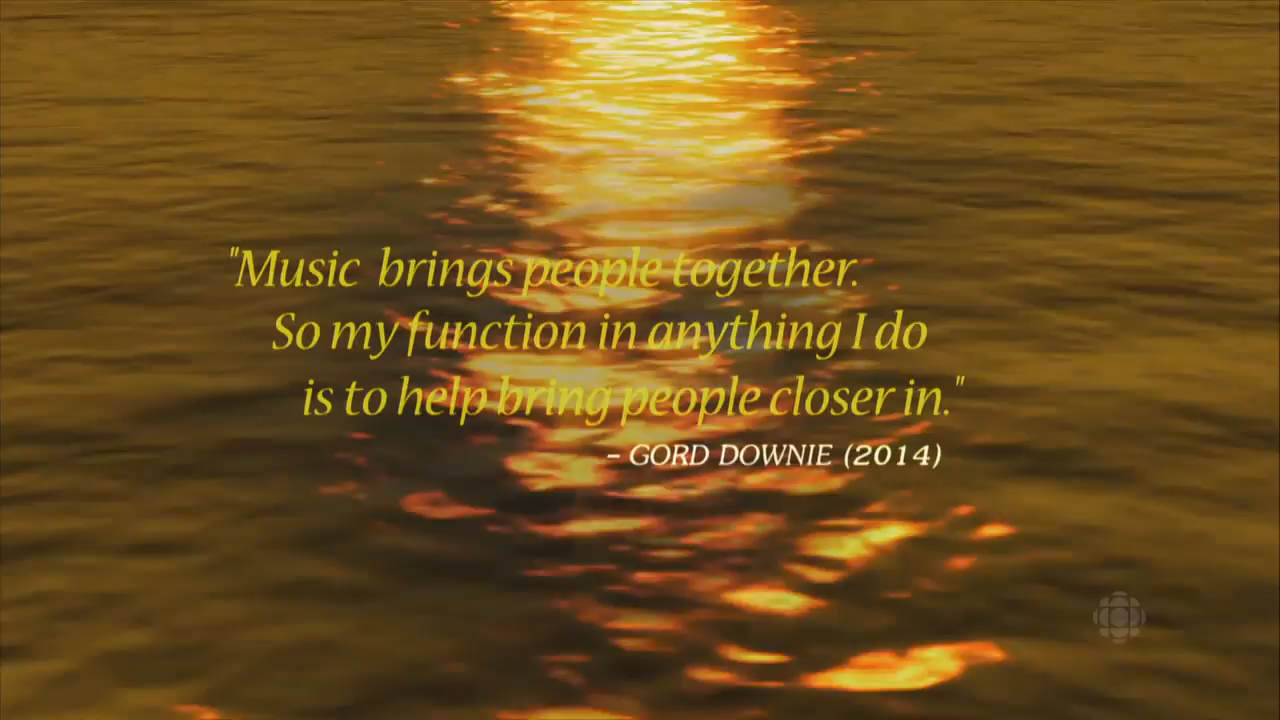 "Music brings people together.
So my function in anything I do
is to help bring people closer in."
– GORD DOWNIE (2014)